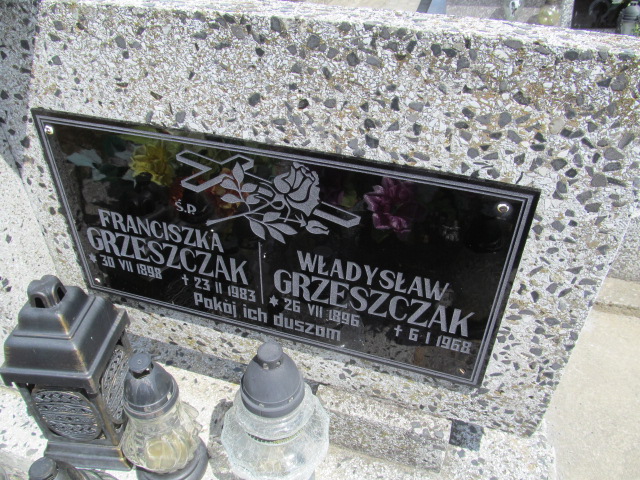 Ś.P.
FRANCISZKA
GRZESZCZAK
* 30 VII 1898
+ 23 II 1983
WŁADYSŁAW
GRZESZCZAK
* 26 VII 1896
+ 6 I 1968
Pokój ich duszom